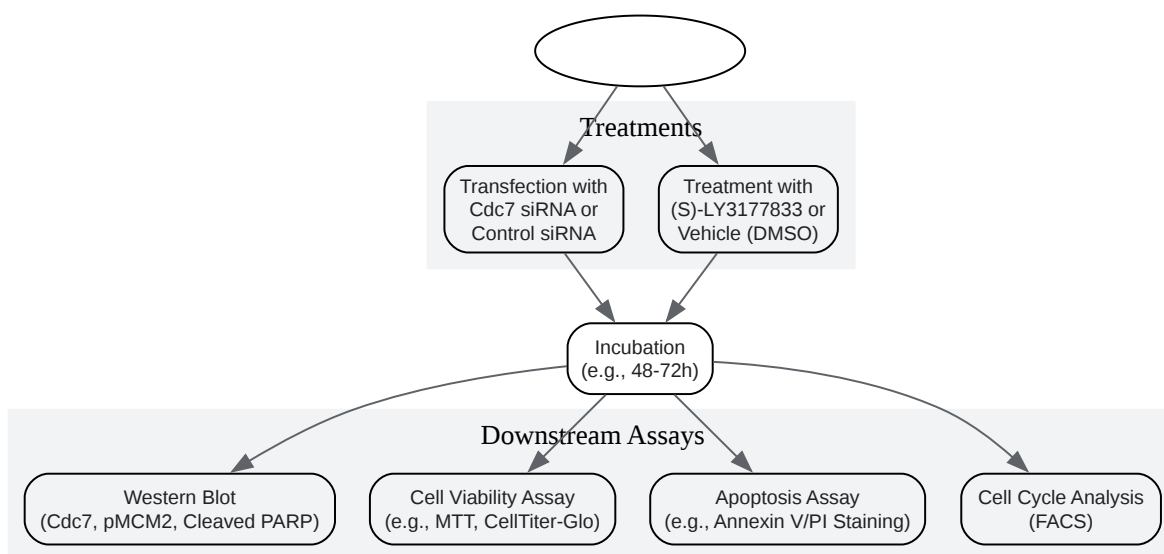 Treatments
Transfection with
Cdc7 siRNA or
Control siRNA
Treatment with
(S)-LY3177833 or
Vehicle (DMSO)
Incubation
(e.g., 48-72h)
Downstream Assays
Western Blot
(Cdc7, pMCM2, Cleaved PARP)
Cell Viability Assay
(e.g., MTT, CellTiter-Glo)
Apoptosis Assay
(e.g., Annexin V/PI Staining)
Cell Cycle Analysis
(FACS)